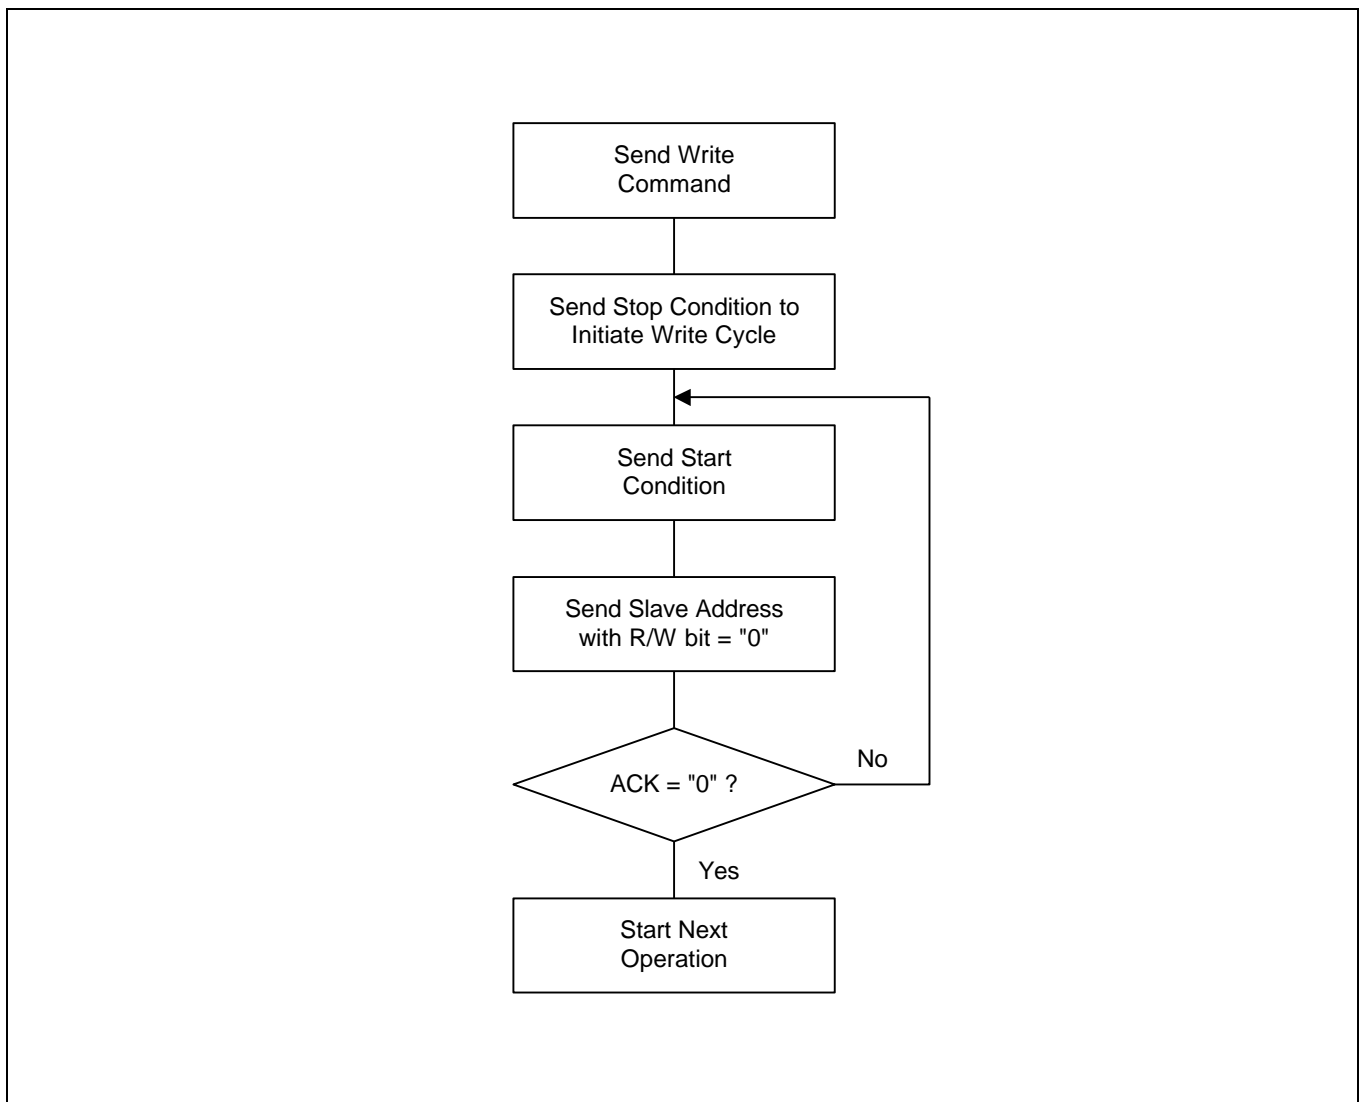 Send Write
Command
Send Stop Condition to
Initiate Write Cycle
Send Start
Condition
Send Slave Address
with R/W bit = "0"
ACK = "0" ?
No
Yes
Start Next
Operation